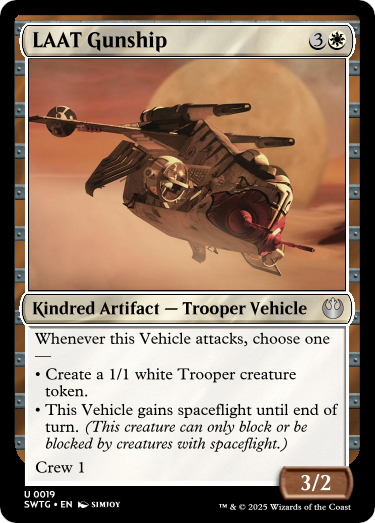 LAAT Gunship 3
Kindred Artifact — Trooper Vehicle
Whenever this Vehicle attacks, choose one
—
• Create a 1/1 white Trooper creature
token.
• This Vehicle gains spaceflight until end of
turn. (This creature can only block or be
blocked by creatures with spaceflight.)
Crew 1
3/2
U 0019
SWTG • EN SIMJOY ™ & © 2025 Wizards of the Coast